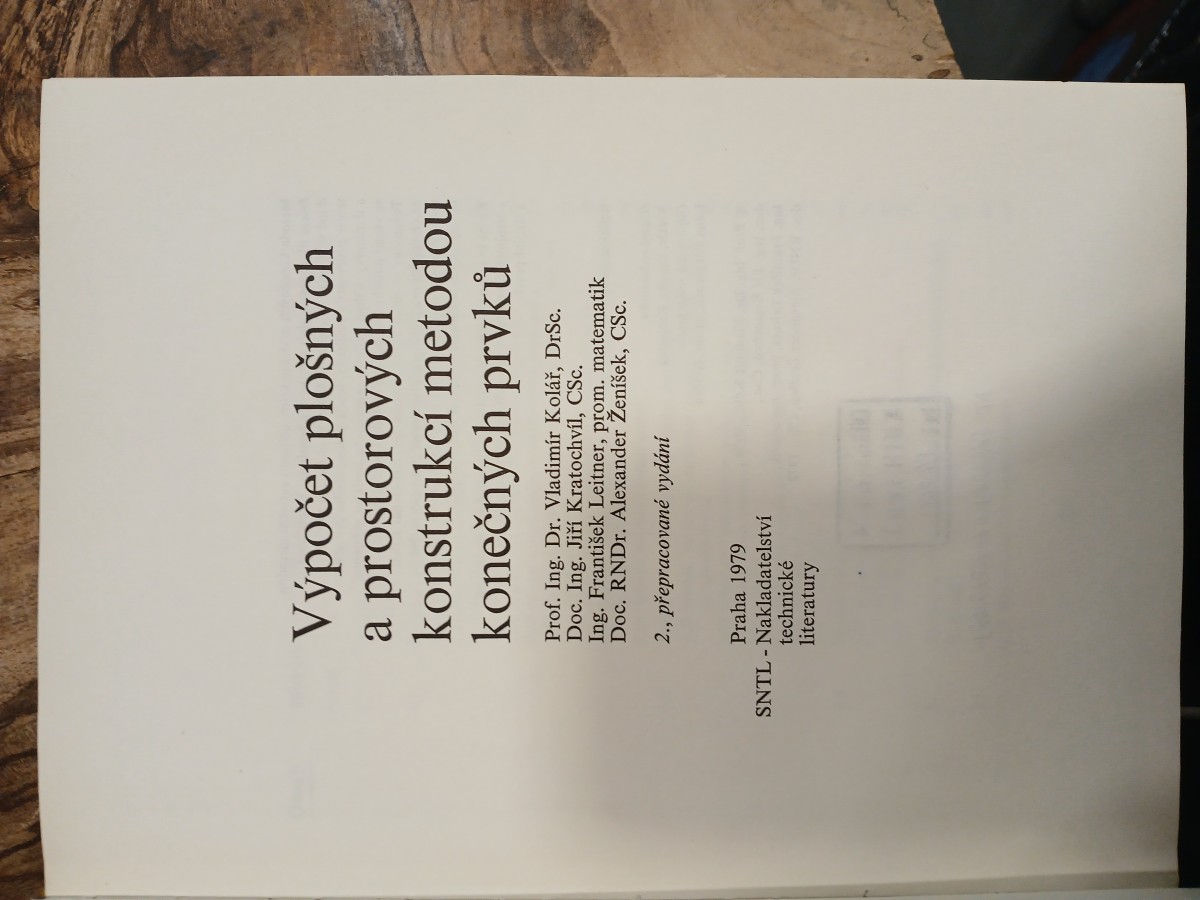 Výpočet plošných
a prostorových
konstrukcí metodou
konečných prvků
Prof. Ing. Dr. Vladimír Kolář, DrSc.
Doc. Ing. Jiří Kratochvíl, CSc.
Ing. František Leitner, prom. matematik
Doc. RNDr. Alexander Ženíšek, CSc.
2., přepracované vydání
Praha 1979
SNTL - Nakladatelství
technické
literatury